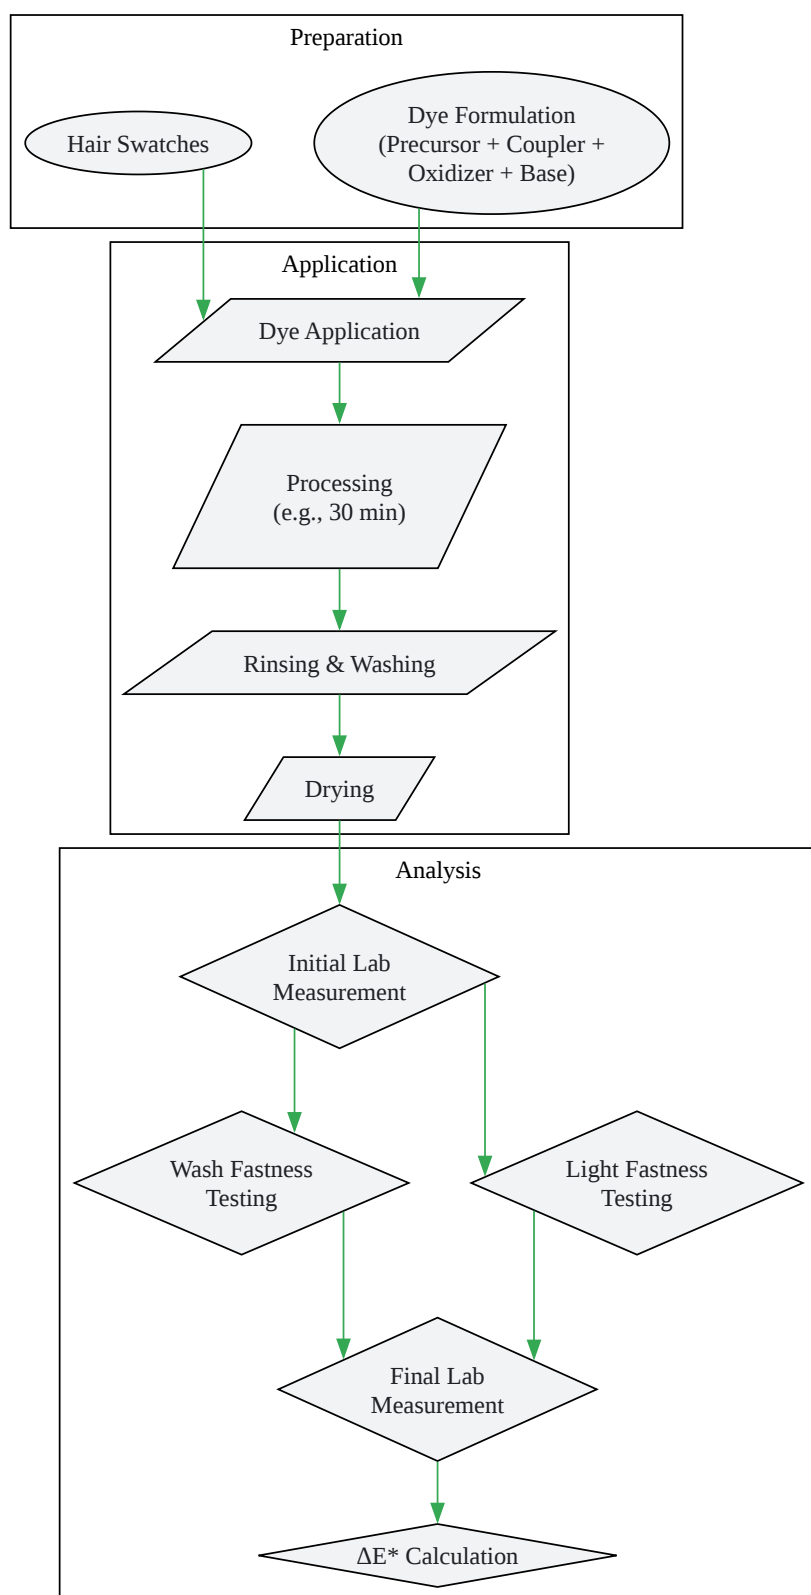 Preparation
Hair Swatches
Dye Formulation
(Precursor + Coupler +
Oxidizer + Base)
Application
Dye Application
Processing
(e.g., 30 min)
Rinsing & Washing
Drying
Analysis
Initial Lab
Measurement
Wash Fastness
Testing
Light Fastness
Testing
Final Lab
Measurement
ΔE* Calculation